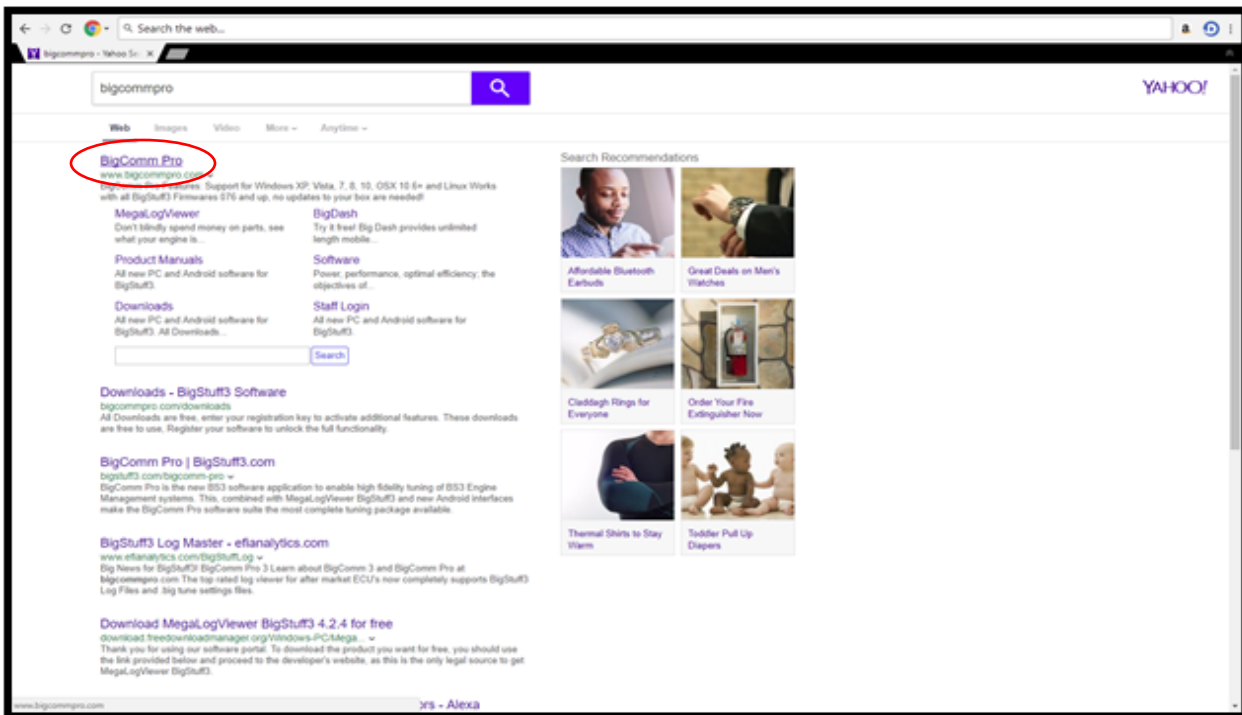 Search the web...
bigcommpro - Yahoo Se
bigcommpro
YAHOO!
Web Images Video More Anytime
BigComm Pro
www.bigcommpro.com
BigComm Pro Features. Support for Windows XP, Vista, 7, 8, 10, OSX 10.6+ and Linux Works
with all BigStuff3 Firmwares 076 and up, no updates to your box are needed!
MegaLogViewer
Don't blindly spend money on parts, see
what your engine is...
BigDash
Try it free! Big Dash provides unlimited
length mobile...
Product Manuals
All new PC and Android software for
BigStuff3.
Software
Power, performance, optimal efficiency; the
objectives of...
Downloads
All new PC and Android software for
BigStuff3. All Downloads...
Staff Login
All new PC and Android software for
BigStuff3.
Search
Downloads - BigStuff3 Software
bigcommpro.com/downloads
All Downloads are free, enter your registration key to activate additional features. These downloads
are free to use, Register your software to unlock the full functionality.
BigComm Pro | BigStuff3.com
bigstuff3.com/bigcomm-pro
BigComm Pro is the new BS3 software application to enable high fidelity tuning of BS3 Engine
Management systems. This, combined with MegaLogViewer BigStuff3 and new Android interfaces
make the BigComm Pro software suite the most complete tuning package available.
BigStuff3 Log Master - efianalytics.com
www.efianalytics.com/BigStuffLog
Big News for BigStuff3! BigComm Pro 3 Learn about BigComm 3 and BigComm Pro at
bigcommpro.com The top rated log viewer for after market ECU's now completely supports BigStuff3
Log Files and .big tune settings files.
Download MegaLogViewer BigStuff3 4.2.4 for free
download.freedownloadmanager.org/Windows-PC/Mega...
Thank you for using our software portal. To download the product you want for free, you should use
the link provided below and proceed to the developer's website, as this is the only legal source to get
MegaLogViewer BigStuff3.
www.bigcommpro.com
ors - Alexa
Search Recommendations
Affordable Bluetooth
Earbuds
Great Deals on Men's
Watches
Claddagh Rings for
Everyone
Order Your Fire
Extinguisher Now
Thermal Shirts to Stay
Warm
Toddler Pull Up
Diapers